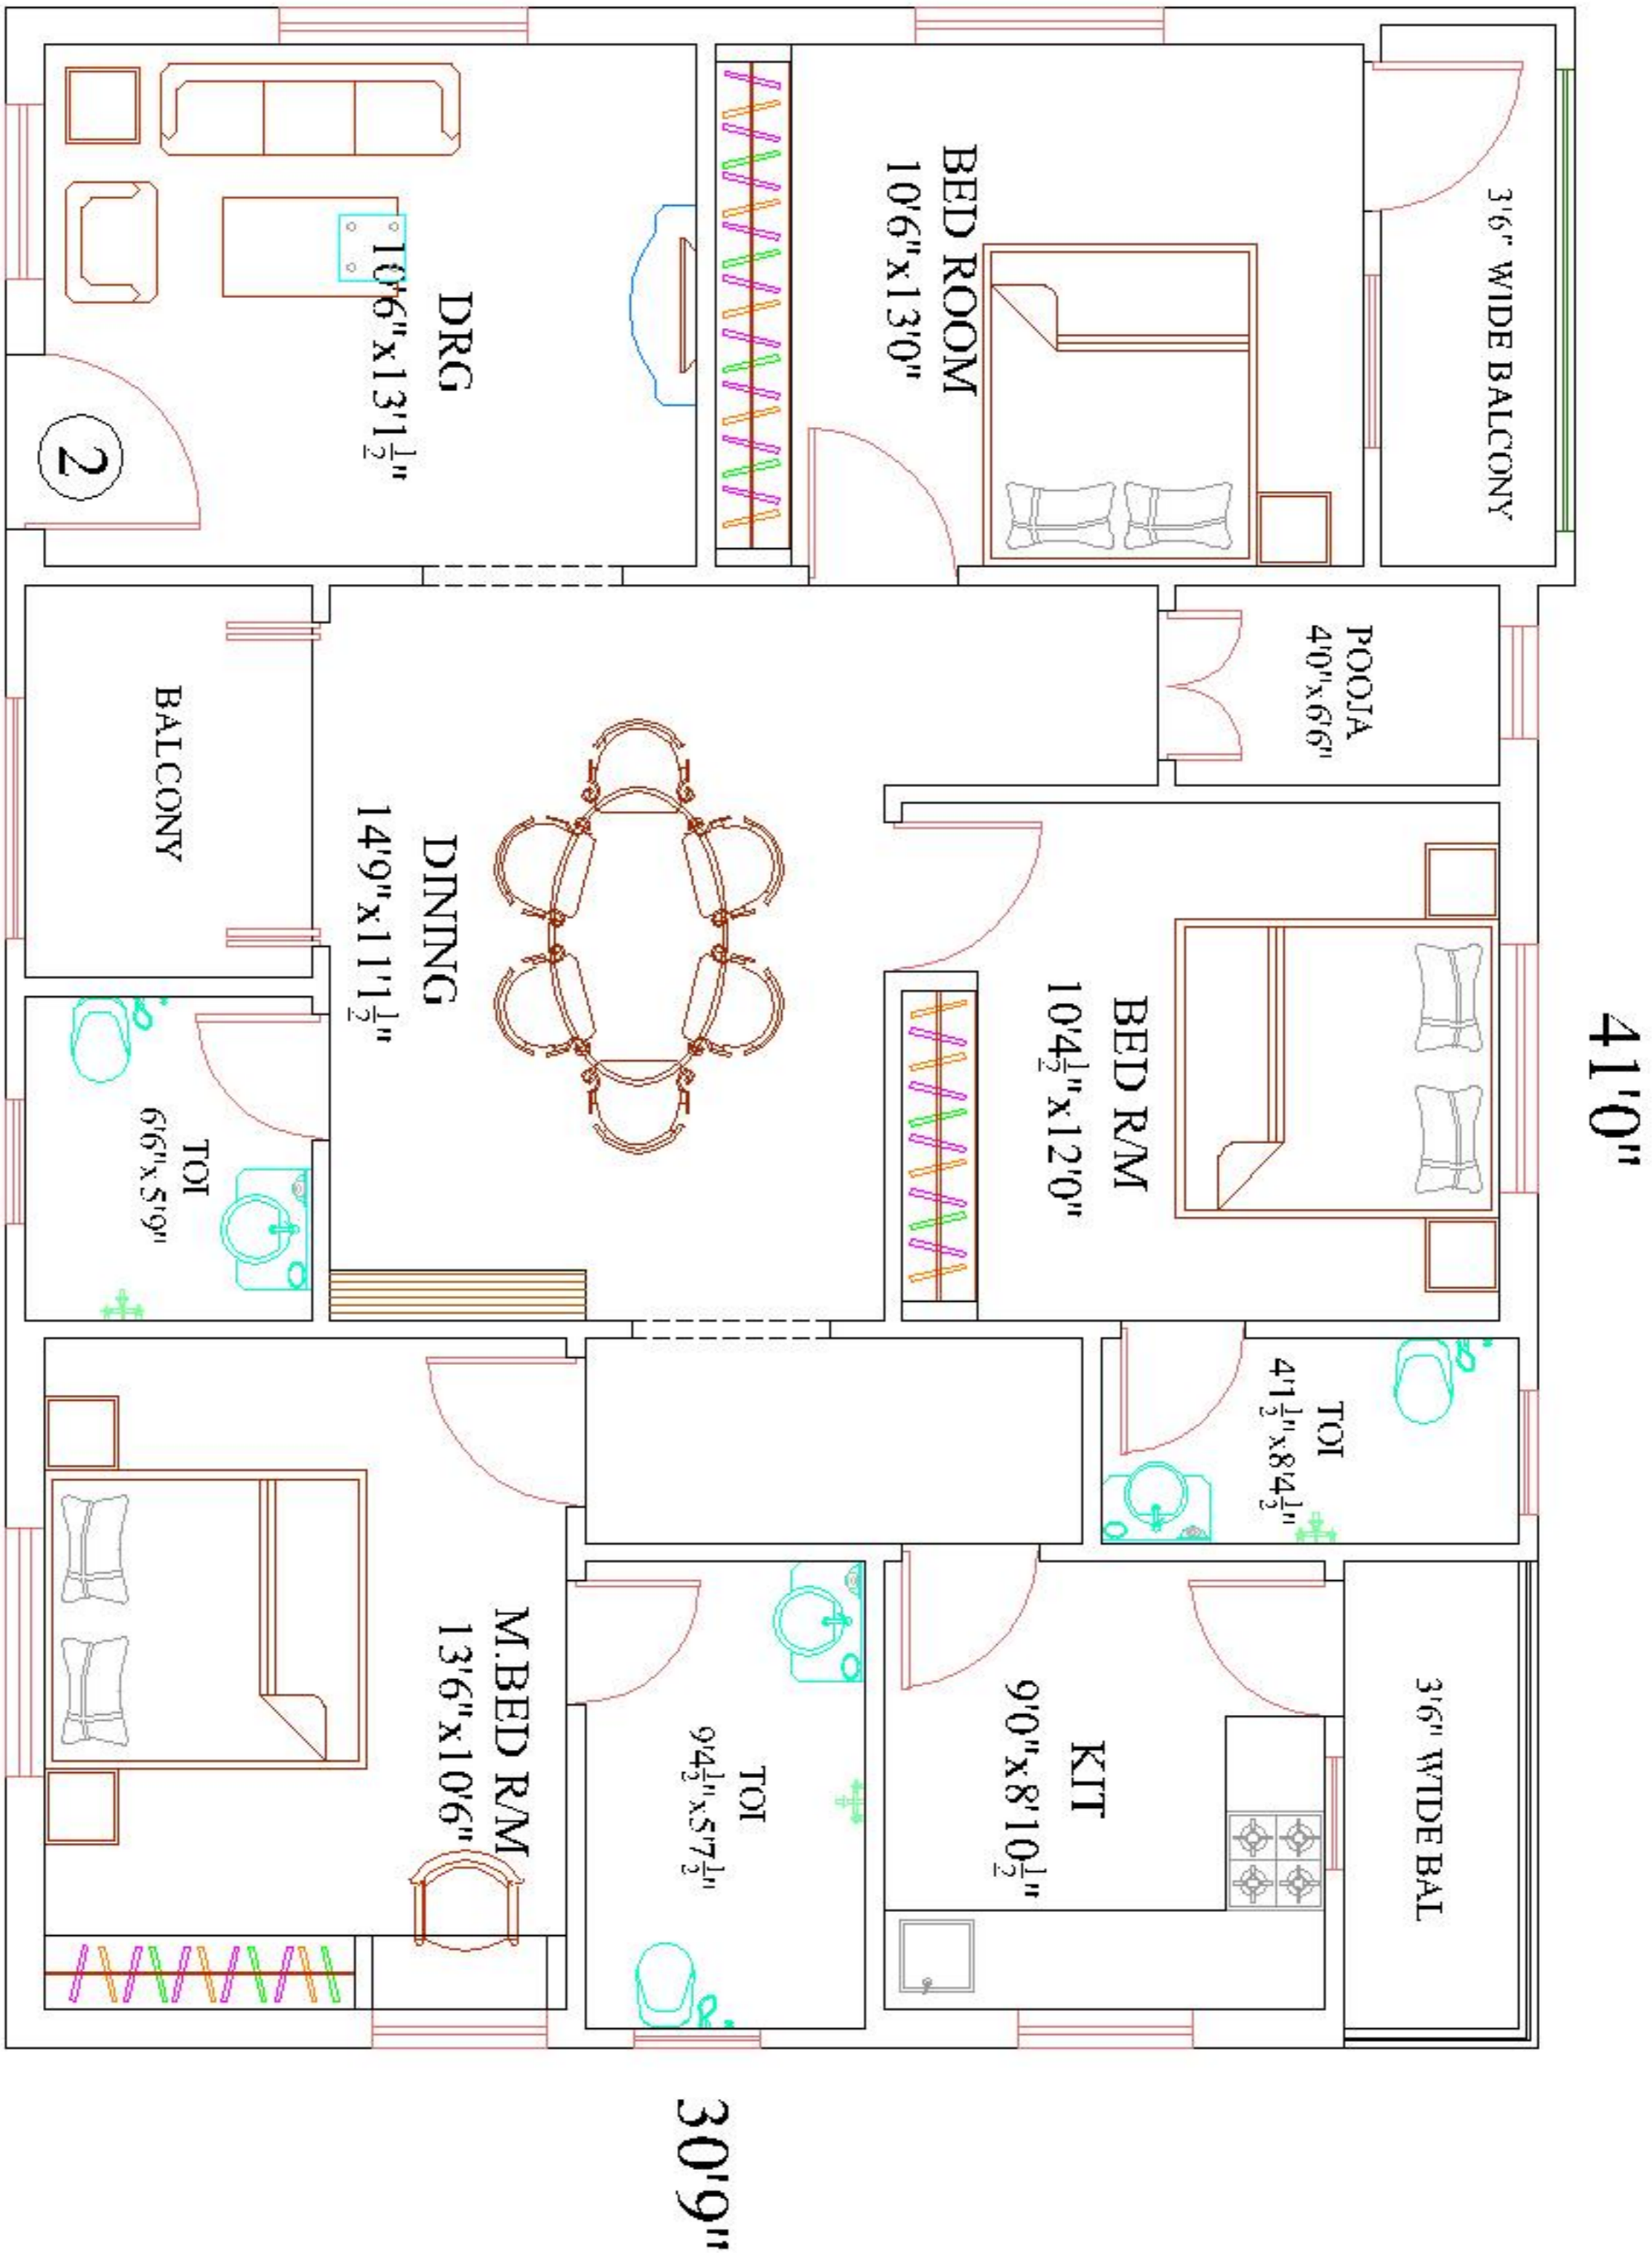 41'0"
3'6" WIDE BALCONY
POOJA
4'0"x6'6"
BED ROOM
10'6"x13'0"
BED R/M
10'4½"x12'0"
TOI
4'1½"x8'4½"
3'6" WIDE BAL
KIT
9'0"x8'10½"
DRG
10'6"x13'1½"
2
DINING
14'9"x11'1½"
BALCONY
TOI
6'6"x5'9"
TOI
9'4½"x5'7½"
M.BED R/M
13'6"x10'6"
30'9"